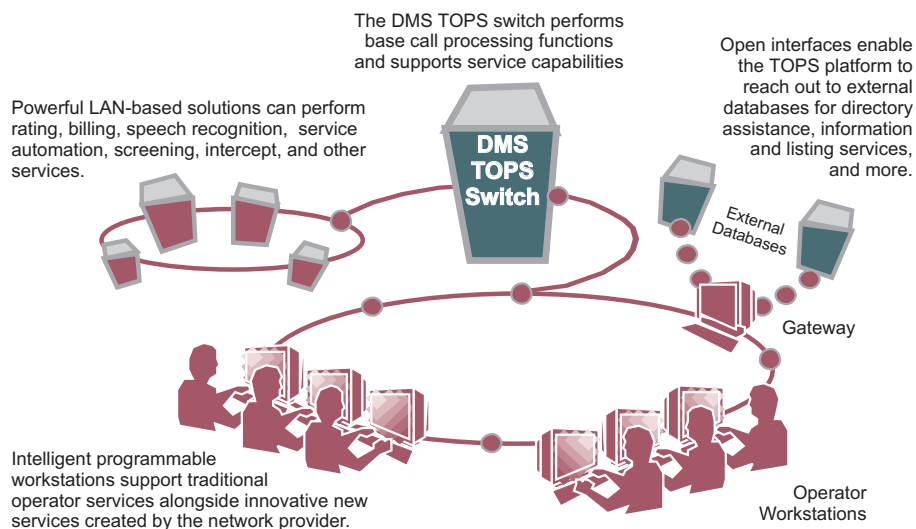 The DMS TOPS switch performs
base call processing functions
and supports service capabilities
Open interfaces enable
the TOPS platform to
reach out to external
databases for directory
assistance, information
and listing services,
and more.
Powerful LAN-based solutions can perform
rating, billing, speech recognition, service
automation, screening, intercept, and other
services.
DMS
TOPS
Switch
External
Databases
Gateway
Intelligent programmable
workstations support traditional
operator services alongside innovative new
services created by the network provider.
Operator
Workstations